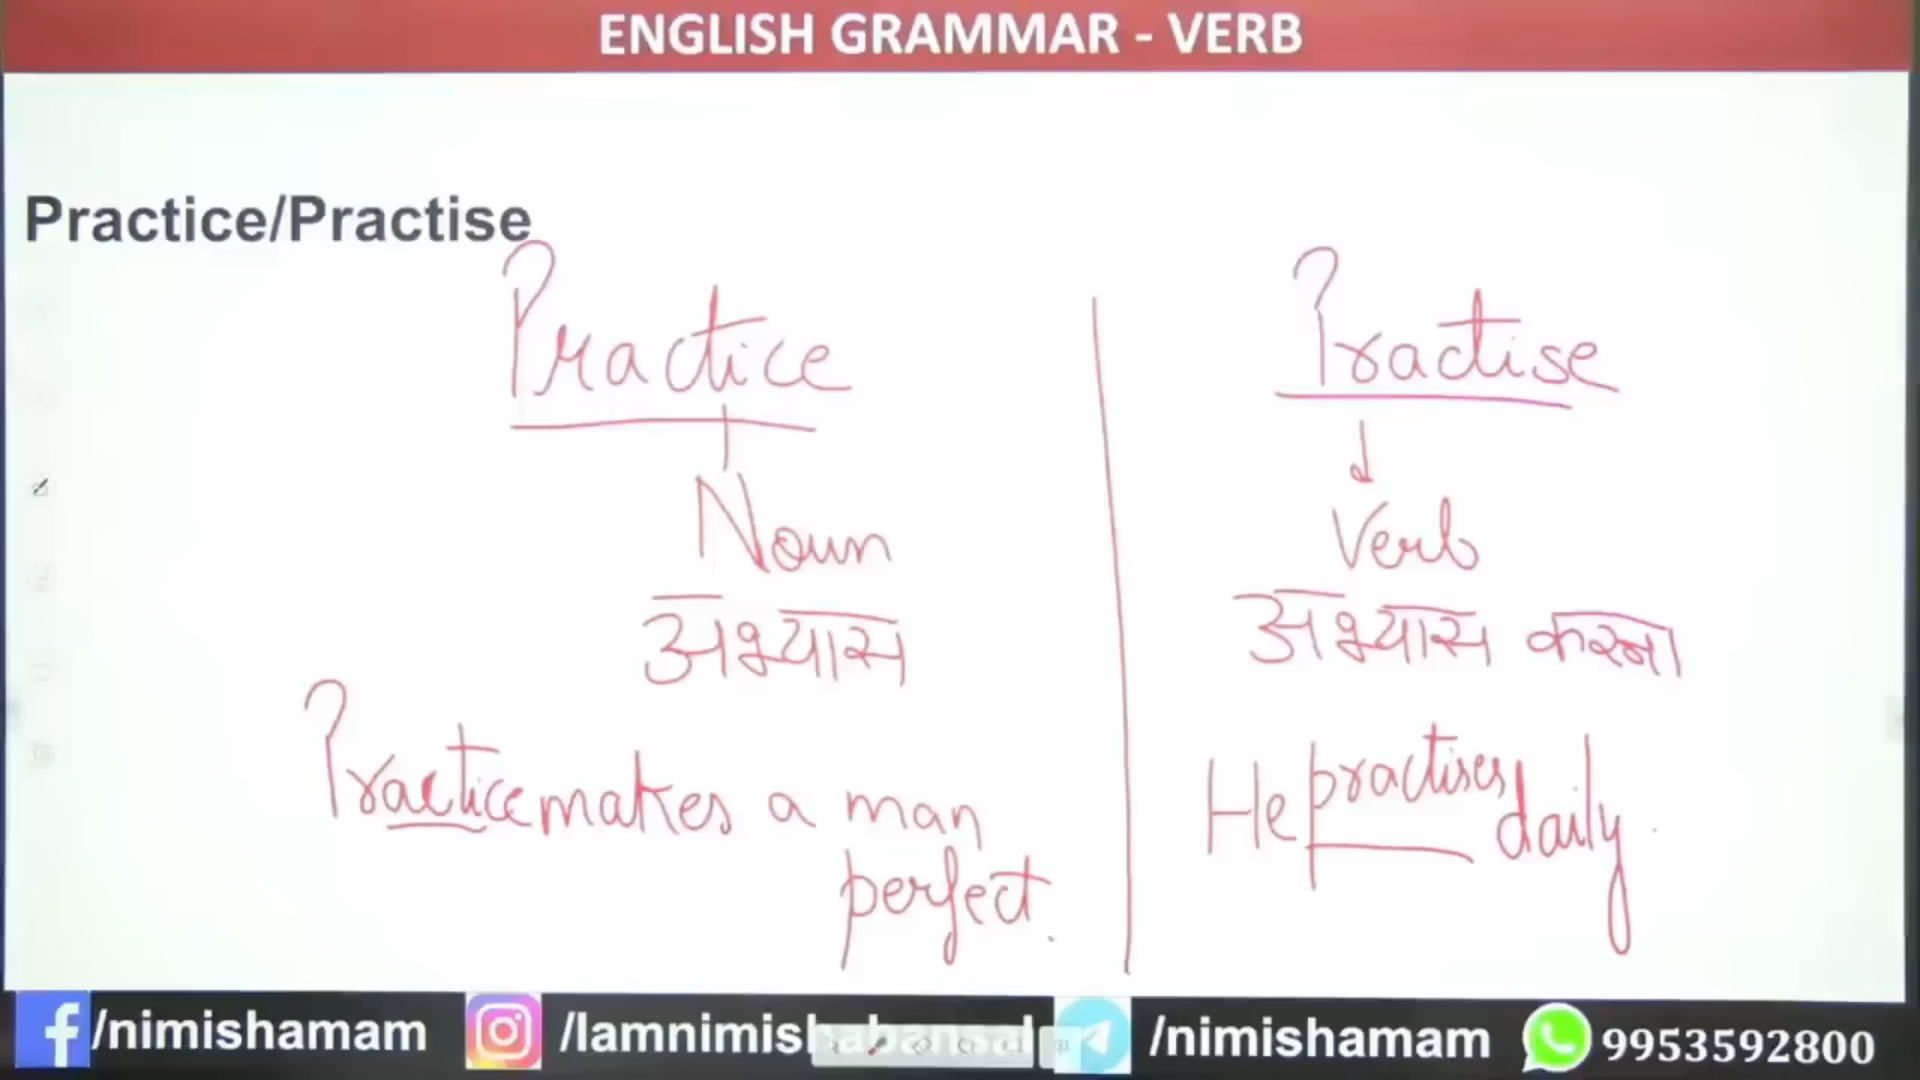 ENGLISH GRAMMAR - VERB
Practice/Practise
Practice
Noun
अभ्यास
Practice makes a man
perfect.
Practise
Verb
अभ्यास करना
He practises daily
/nimishamam /Iamnimishabansal /nimishamam 9953592800